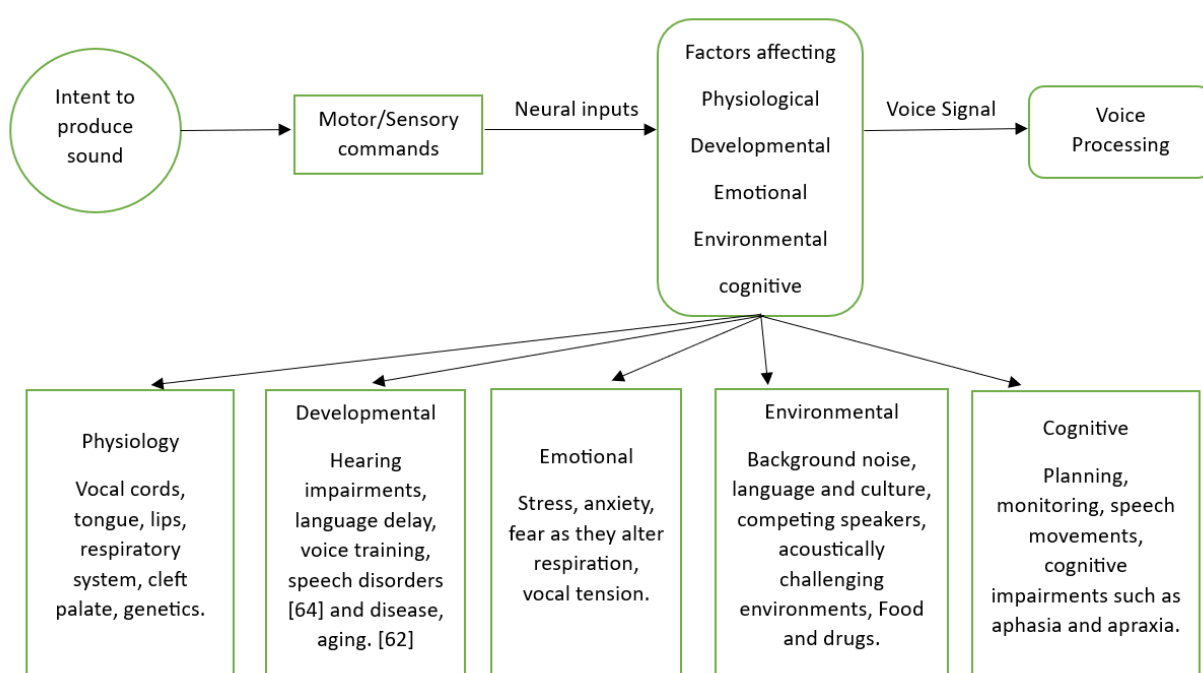 Intent to
produce
sound
Motor/Sensory
commands
Neural inputs
Factors affecting
Physiological
Developmental
Emotional
Environmental
cognitive
Voice Signal
Voice
Processing
Physiology
Vocal cords,
tongue, lips,
respiratory
system, cleft
palate, genetics.
Developmental
Hearing
impairments,
language delay,
voice training,
speech disorders
[64] and disease,
aging. [62]
Emotional
Stress, anxiety,
fear as they alter
respiration,
vocal tension.
Environmental
Background noise,
language and culture,
competing speakers,
acoustically
challenging
environments, Food
and drugs.
Cognitive
Planning,
monitoring, speech
movements,
cognitive
impairments such as
aphasia and apraxia.